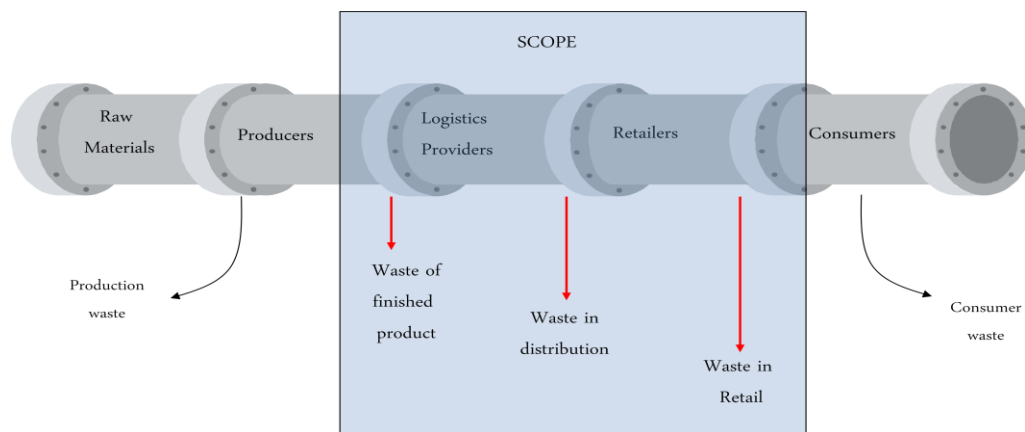 SCOPE
Raw
Materials
Producers
Logistics
Providers
Retailers
Consumers
Production
waste
Waste of
finished
product
Waste in
distribution
Waste in
Retail
Consumer
waste